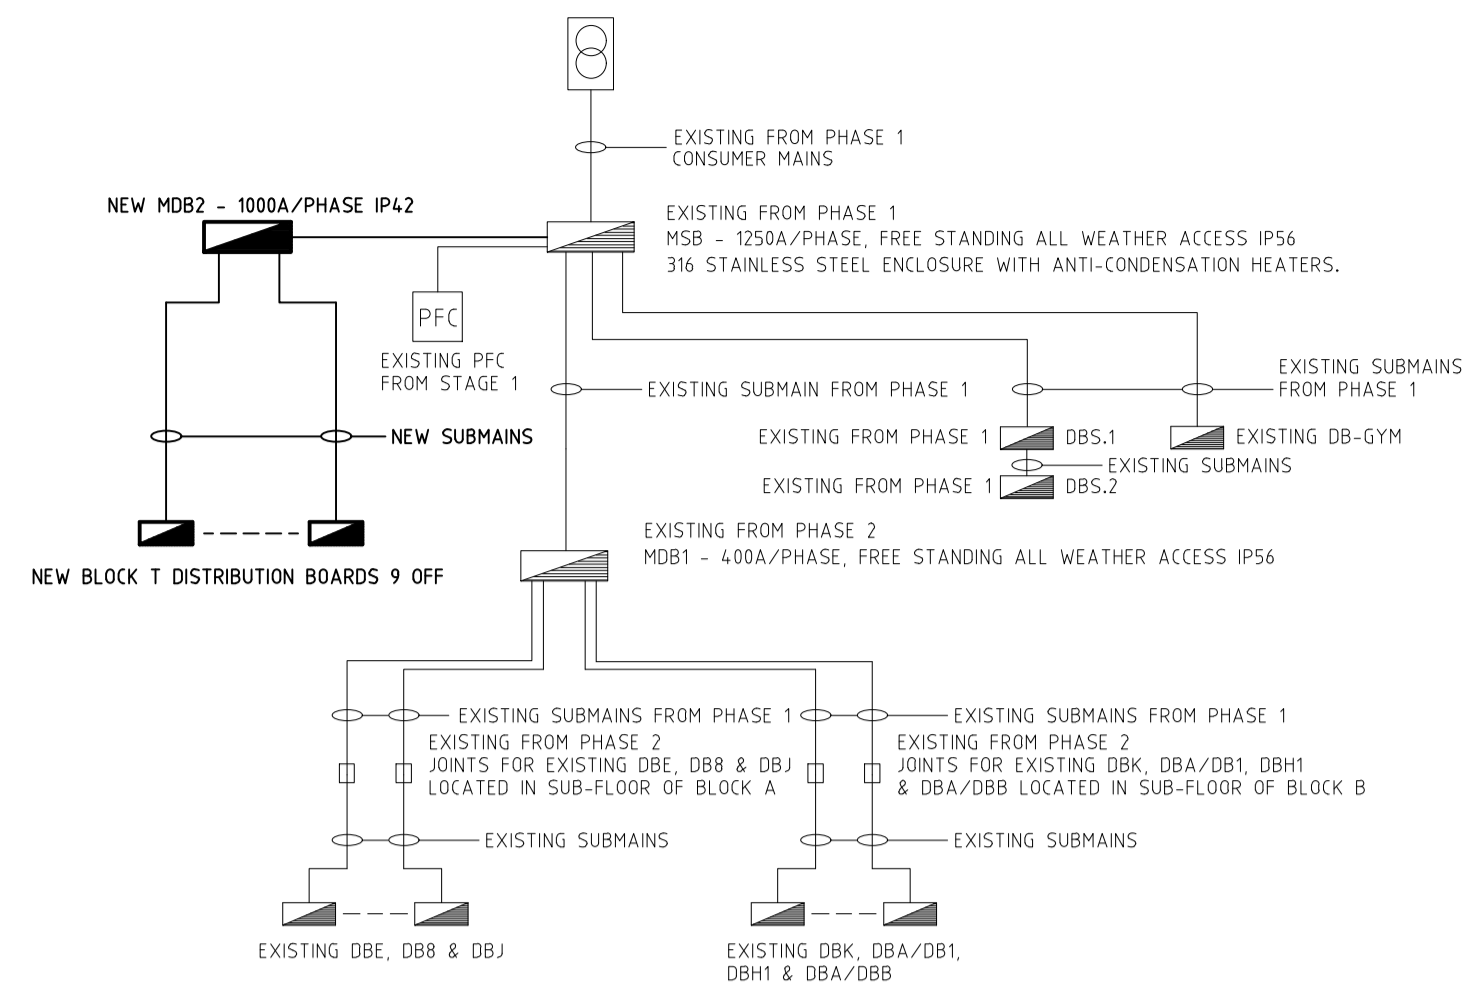 EXISTING FROM PHASE 1
CONSUMER MAINS
NEW MDB2 - 1000A/PHASE IP42
EXISTING FROM PHASE 1
MSB - 1250A/PHASE, FREE STANDING ALL WEATHER ACCESS IP56
316 STAINLESS STEEL ENCLOSURE WITH ANTI-CONDENSATION HEATERS.
PFC
EXISTING PFC
FROM STAGE 1
EXISTING SUBMAIN FROM PHASE 1
EXISTING SUBMAINS
FROM PHASE 1
NEW SUBMAINS
EXISTING FROM PHASE 1
DBS.1
EXISTING DB-GYM
EXISTING SUBMAINS
EXISTING FROM PHASE 1
DBS.2
EXISTING FROM PHASE 2
MDB1 - 400A/PHASE, FREE STANDING ALL WEATHER ACCESS IP56
NEW BLOCK T DISTRIBUTION BOARDS 9 OFF
EXISTING SUBMAINS FROM PHASE 1
EXISTING FROM PHASE 2
JOINTS FOR EXISTING DBE, DB8 & DBJ
LOCATED IN SUB-FLOOR OF BLOCK A
EXISTING SUBMAINS FROM PHASE 1
EXISTING FROM PHASE 2
JOINTS FOR EXISTING DBK, DBA/DB1, DBH1
& DBA/DBB LOCATED IN SUB-FLOOR OF BLOCK B
EXISTING SUBMAINS
EXISTING SUBMAINS
EXISTING DBE, DB8 & DBJ
EXISTING DBK, DBA/DB1,
DBH1 & DBA/DBB